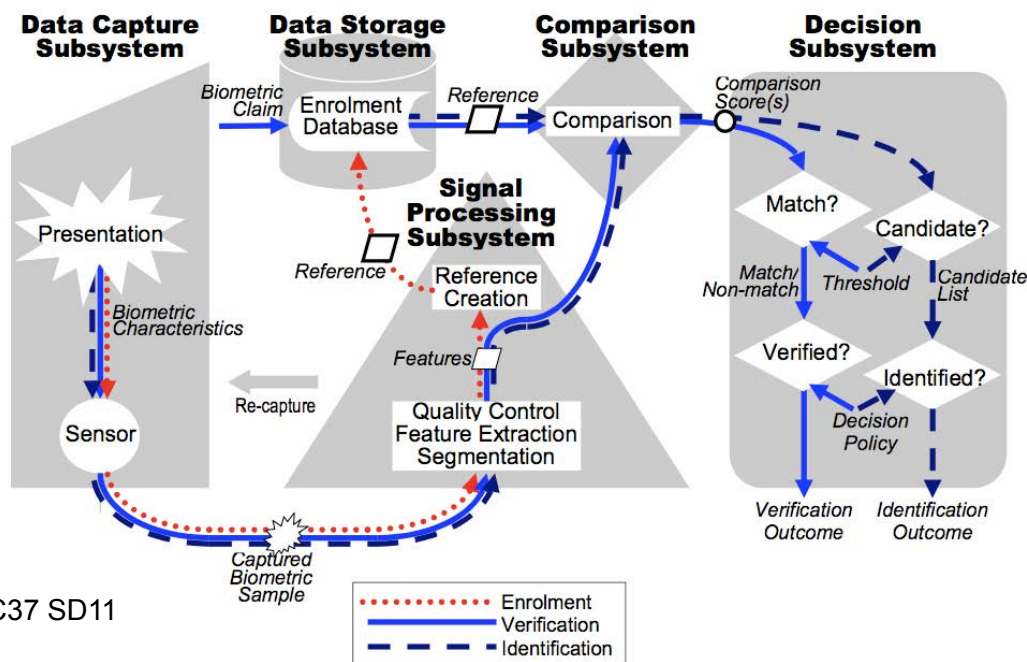 Data Capture
Subsystem
Data Storage
Subsystem
Comparison
Subsystem
Decision
Subsystem
Biometric
Claim
Enrolment
Database
Reference
Comparison
Comparison
Score(s)
Signal
Processing
Subsystem
Presentation
Match?
Candidate?
Reference
Reference
Creation
Match/
Non-match
Threshold
Candidate
List
Biometric
Characteristics
Features
Verified?
Identified?
Re-capture
Sensor
Quality Control
Feature Extraction
Segmentation
Decision
Policy
Verification
Outcome
Identification
Outcome
Captured
Biometric
Sample
C37 SD11
Enrolment
Verification
Identification